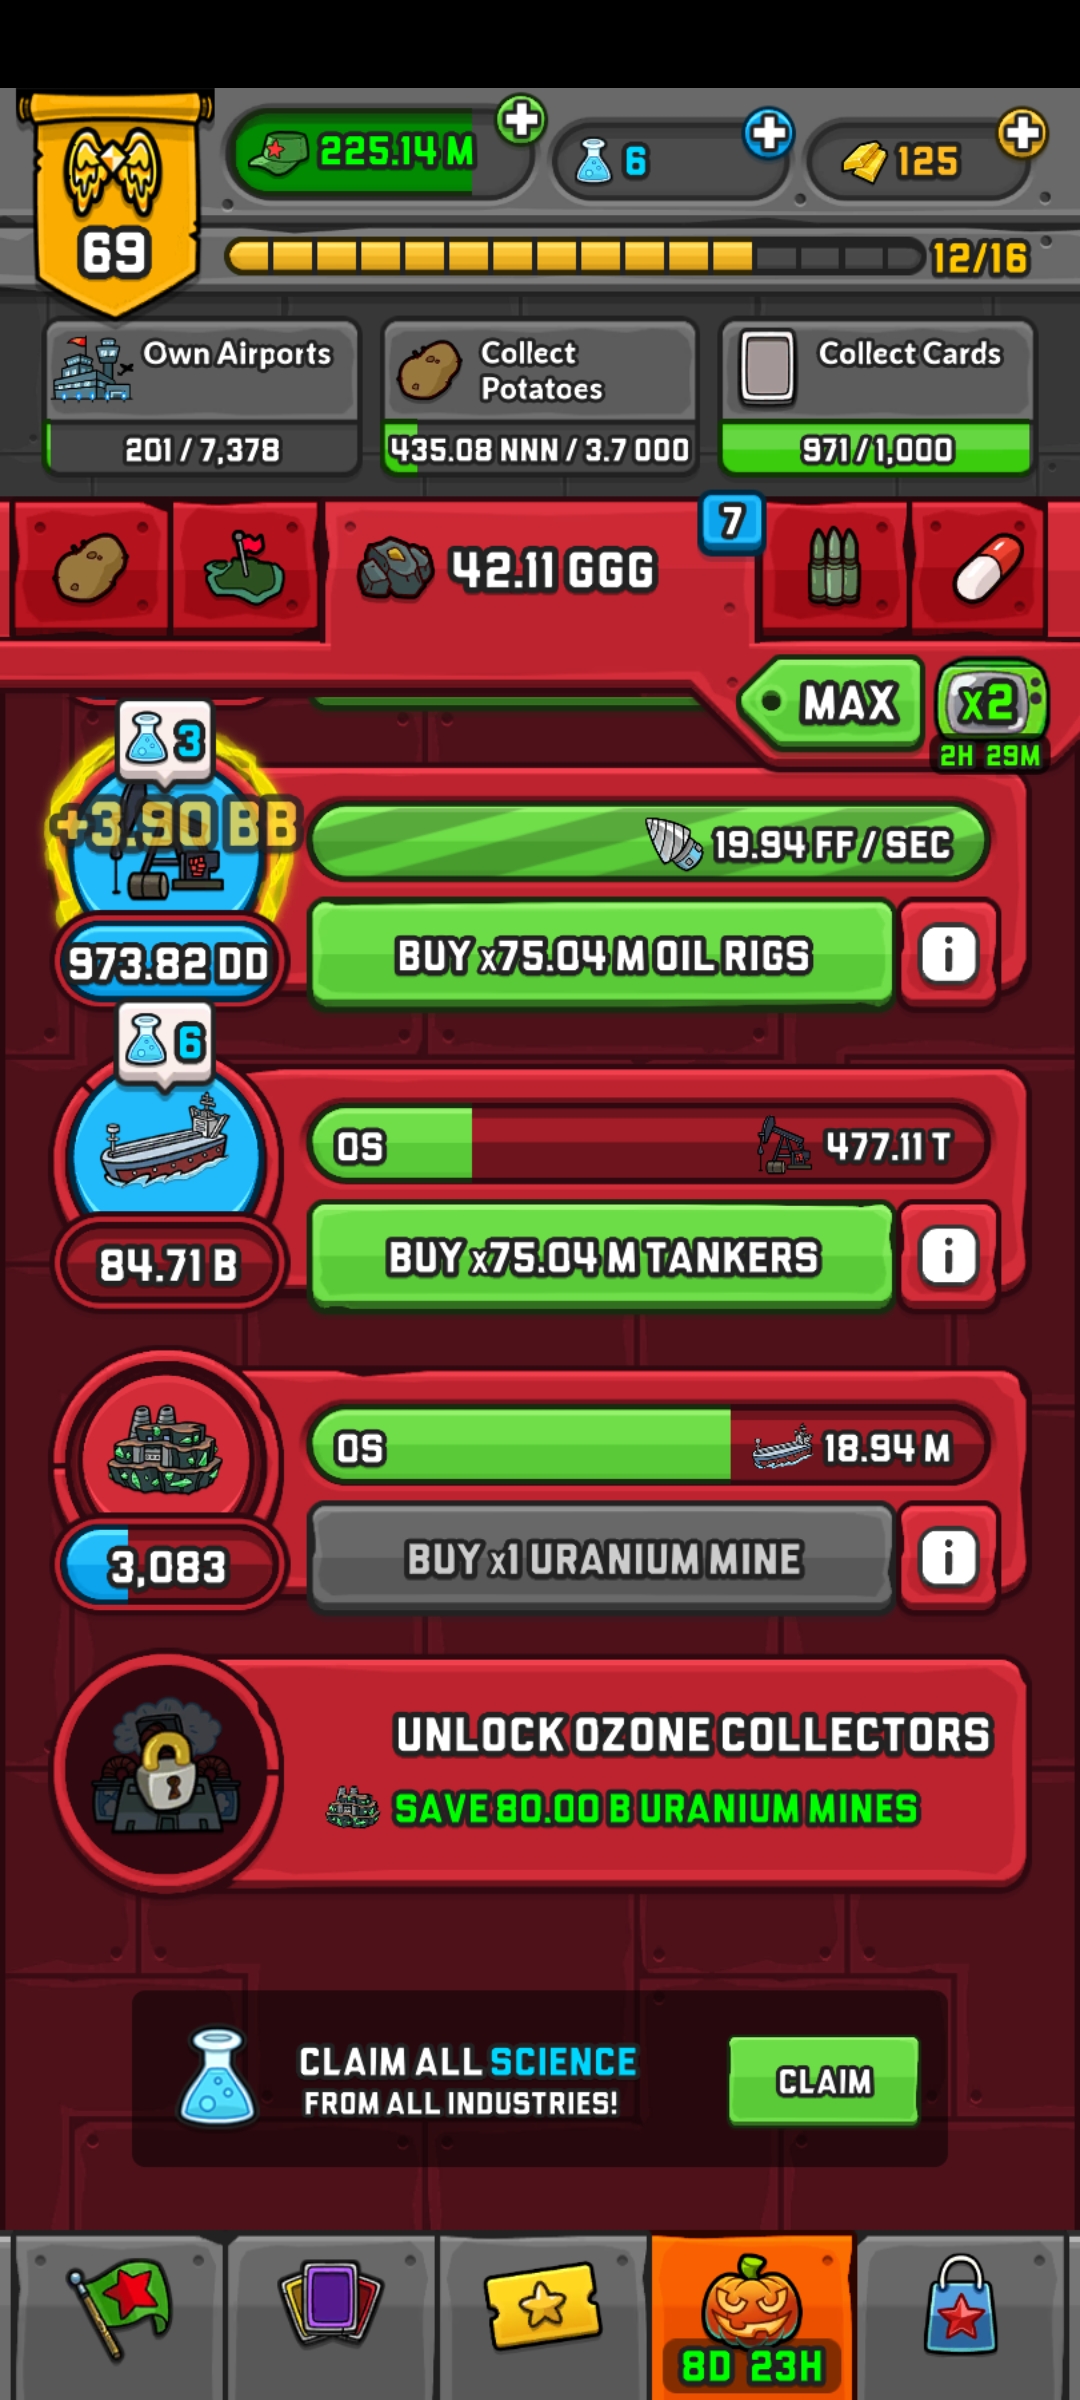 225.14 M
6
125
69
12/16
Own Airports
201 / 7,378
Collect
Potatoes
435.08 NNN / 3.7 OOO
Collect Cards
971 / 1,000
42.11 GGG
7
MAX
x2
2H 29M
3
+3.90 BB
19.94 FF / SEC
973.82 DD
BUY x75.04 M OIL RIGS
i
6
0S
477.11 T
84.71 B
BUY x75.04 M TANKERS
i
0S
18.94 M
3,083
BUY x1 URANIUM MINE
i
UNLOCK OZONE COLLECTORS
SAVE 80.00 B URANIUM MINES
CLAIM ALL SCIENCE
FROM ALL INDUSTRIES!
CLAIM
8D 23H